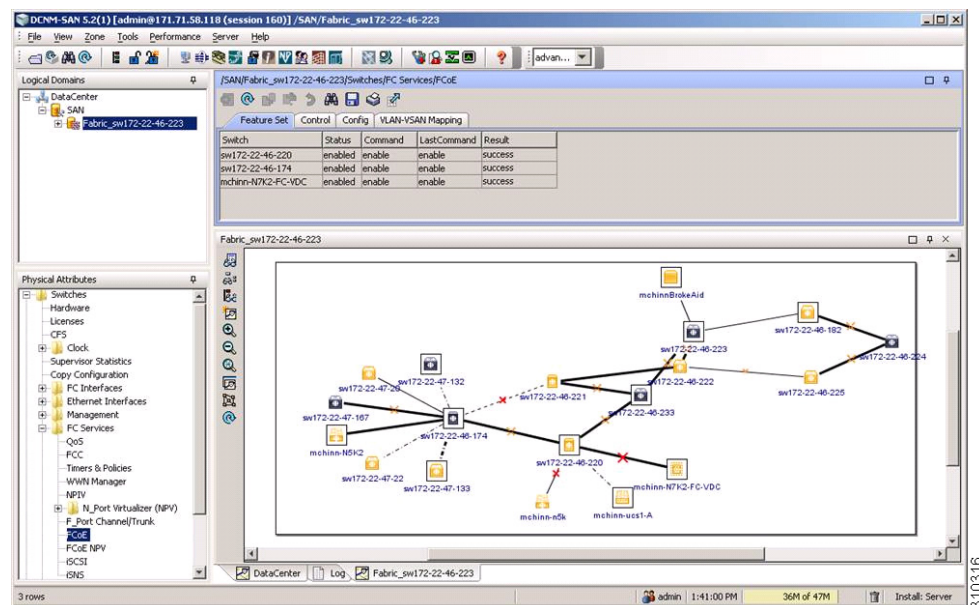 DCNM-SAN 5.2(1) [admin@171.71.58.118 (session 160)] /SAN/Fabric_sw172-22-46-223
File View Zone Tools Performance Server Help
advan...
Logical Domains
DataCenter
SAN
Fabric_sw172-22-46-223
/SAN/Fabric_sw172-22-46-223/Switches/FC Services/FCoE
Feature Set Control Config VLAN-VSAN Mapping
Switch Status Command LastCommand Result
sw172-22-46-220 enabled enable enable success
sw172-22-46-174 enabled enable enable success
mchinn-N7K2-FC-VDC enabled enable enable success
Physical Attributes
Switches
Hardware
Licenses
CFS
Clock
Supervisor Statistics
Copy Configuration
FC Interfaces
Ethernet Interfaces
Management
FC Services
QoS
FCC
Timers & Policies
WWN Manager
NPIV
N_Port Virtualizer (NPV)
F_Port Channel/Trunk
FCoE
FCoE NPV
iSCSI
iSNS
Fabric_sw172-22-46-223
mchinnBrokeAid
sw172-22-46-182
sw172-22-46-223
sw172-22-46-224
sw172-22-47-132
sw172-22-47-20
sw172-22-46-222
sw172-22-46-221
sw172-22-46-225
sw172-22-47-167
sw172-22-46-233
sw172-22-46-174
mchinn-N5K2
sw172-22-46-220
sw172-22-47-22
sw172-22-47-133
mchinn-N7K2-FC-VDC
mchinn-n5k
mchinn-ucs1-A
DataCenter Log Fabric_sw172-22-46-223
3 rows
admin 1:41:00 PM 36M of 47M Install: Server
310316